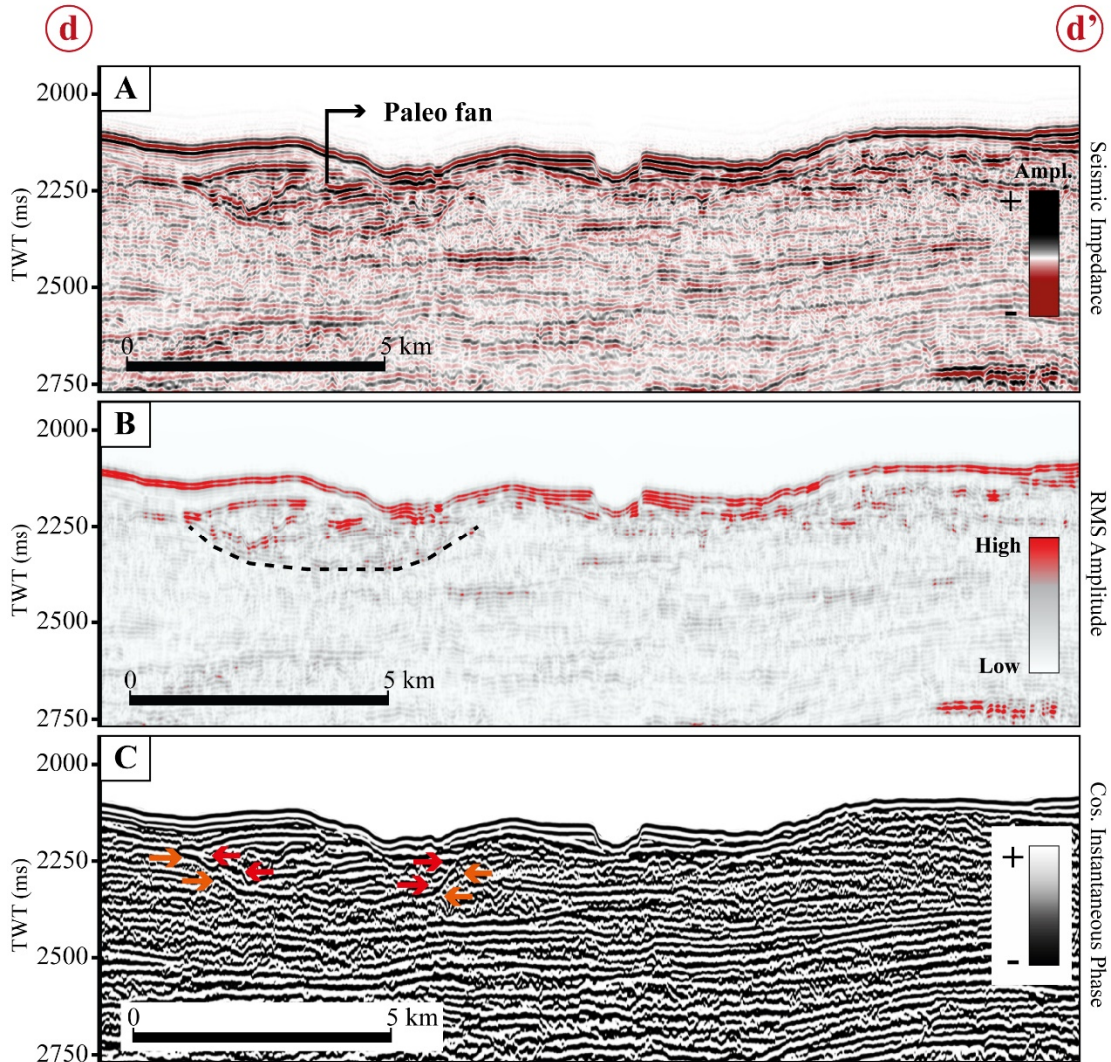 d
d’
A
Paleo fan
2000
2250
2500
2750
TWT (ms)
Ampl.
+
-
Seismic Impedance
0
5 km
B
2000
2250
2500
2750
TWT (ms)
High
Low
RMS Amplitude
0
5 km
C
2000
2250
2500
2750
TWT (ms)
+
-
Cos. Instantaneous Phase
0
5 km